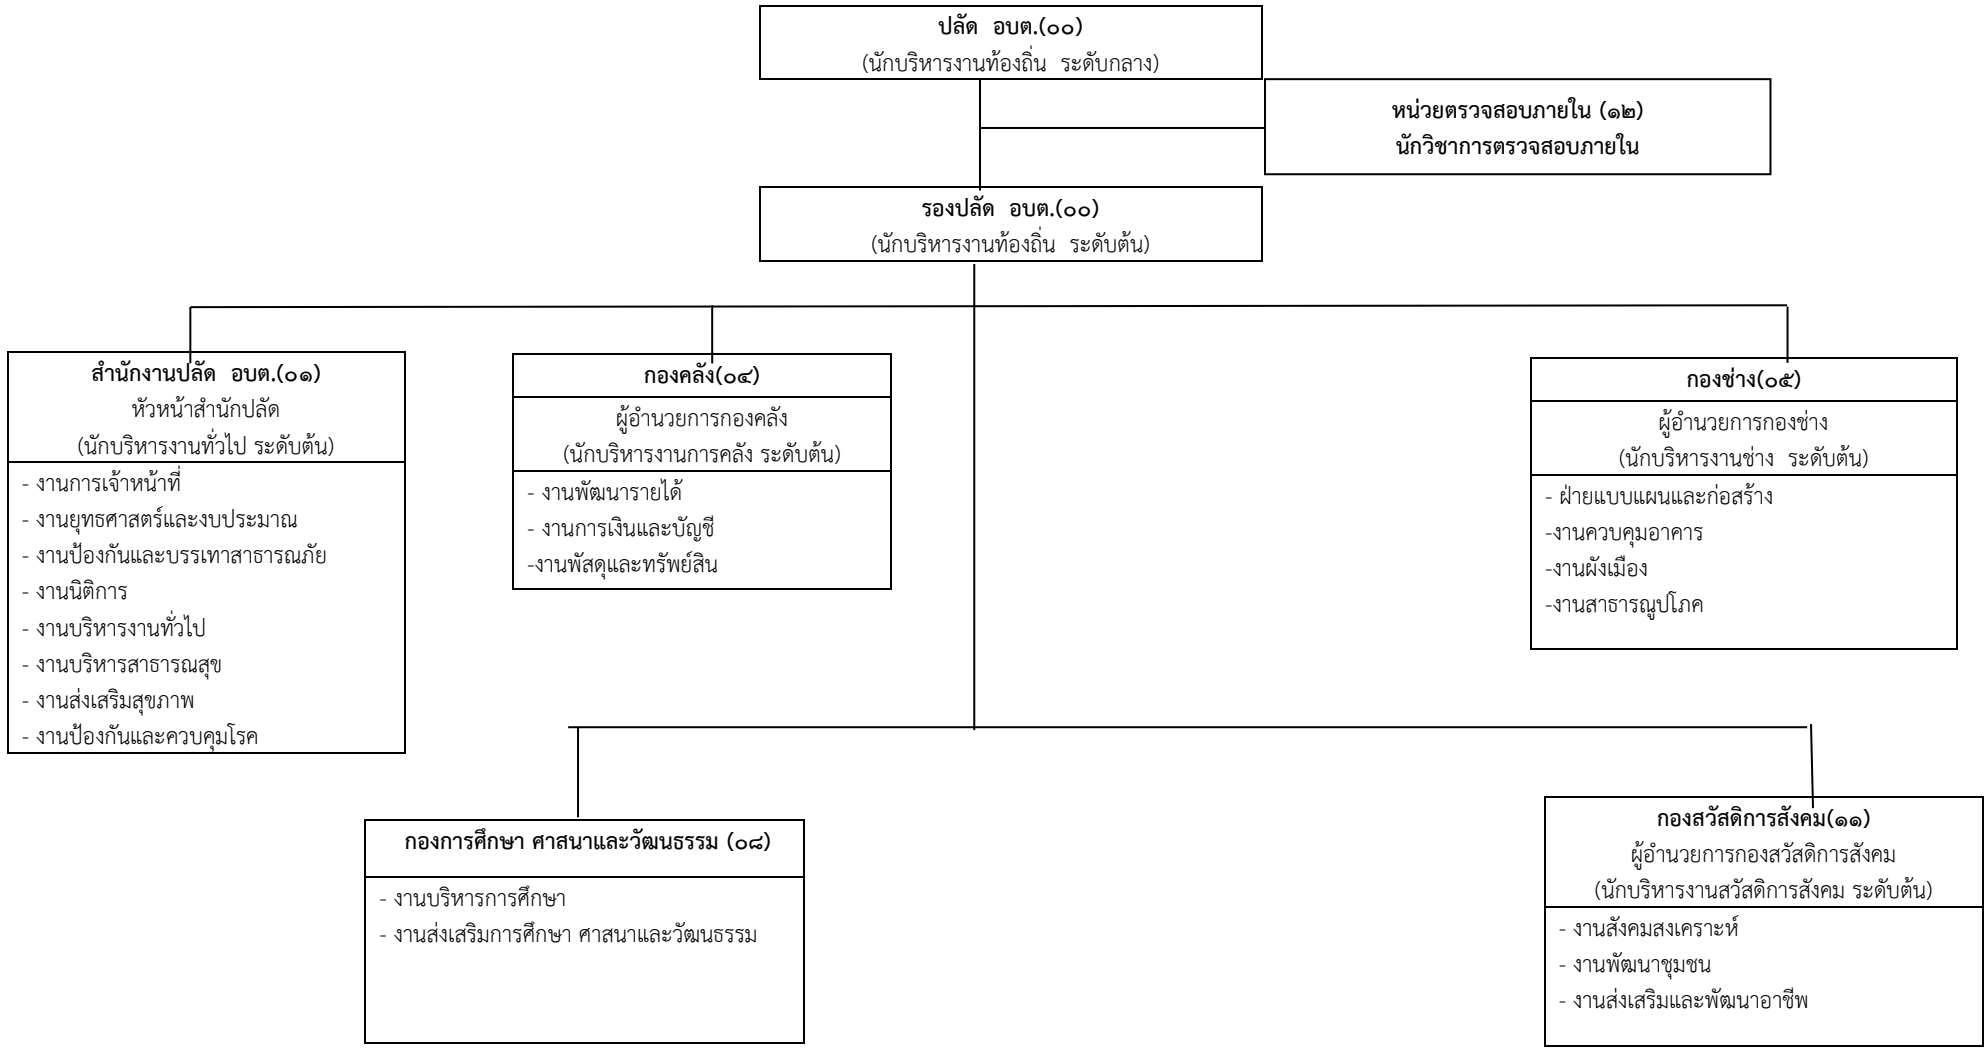 ปลัด อบต.(๐๐)
(นักบริหารงานท้องถิ่น ระดับกลาง)
หน่วยตรวจสอบภายใน (๑๒)
นักวิชาการตรวจสอบภายใน
รองปลัด อบต.(๐๐)
(นักบริหารงานท้องถิ่น ระดับต้น)
สำนักงานปลัด อบต.(๐๑)
หัวหน้าสำนักปลัด
(นักบริหารงานทั่วไป ระดับต้น)
- งานการเจ้าหน้าที่
- งานยุทธศาสตร์และงบประมาณ
- งานป้องกันและบรรเทาสาธารณภัย
- งานนิติการ
- งานบริหารงานทั่วไป
- งานบริหารสาธารณสุข
- งานส่งเสริมสุขภาพ
- งานป้องกันและควบคุมโรค
กองคลัง(๐๔)
ผู้อำนวยการกองคลัง
(นักบริหารงานการคลัง ระดับต้น)
- งานพัฒนารายได้
- งานการเงินและบัญชี
-งานพัสดุและทรัพย์สิน
กองช่าง(๐๕)
ผู้อำนวยการกองช่าง
(นักบริหารงานช่าง ระดับต้น)
- ฝ่ายแบบแผนและก่อสร้าง
-งานควบคุมอาคาร
-งานผังเมือง
-งานสาธารณูปโภค
กองการศึกษา ศาสนาและวัฒนธรรม (๐๘)
- งานบริหารการศึกษา
- งานส่งเสริมการศึกษา ศาสนาและวัฒนธรรม
กองสวัสดิการสังคม(๑๑)
ผู้อำนวยการกองสวัสดิการสังคม
(นักบริหารงานสวัสดิการสังคม ระดับต้น)
- งานสังคมสงเคราะห์
- งานพัฒนาชุมชน
- งานส่งเสริมและพัฒนาอาชีพ